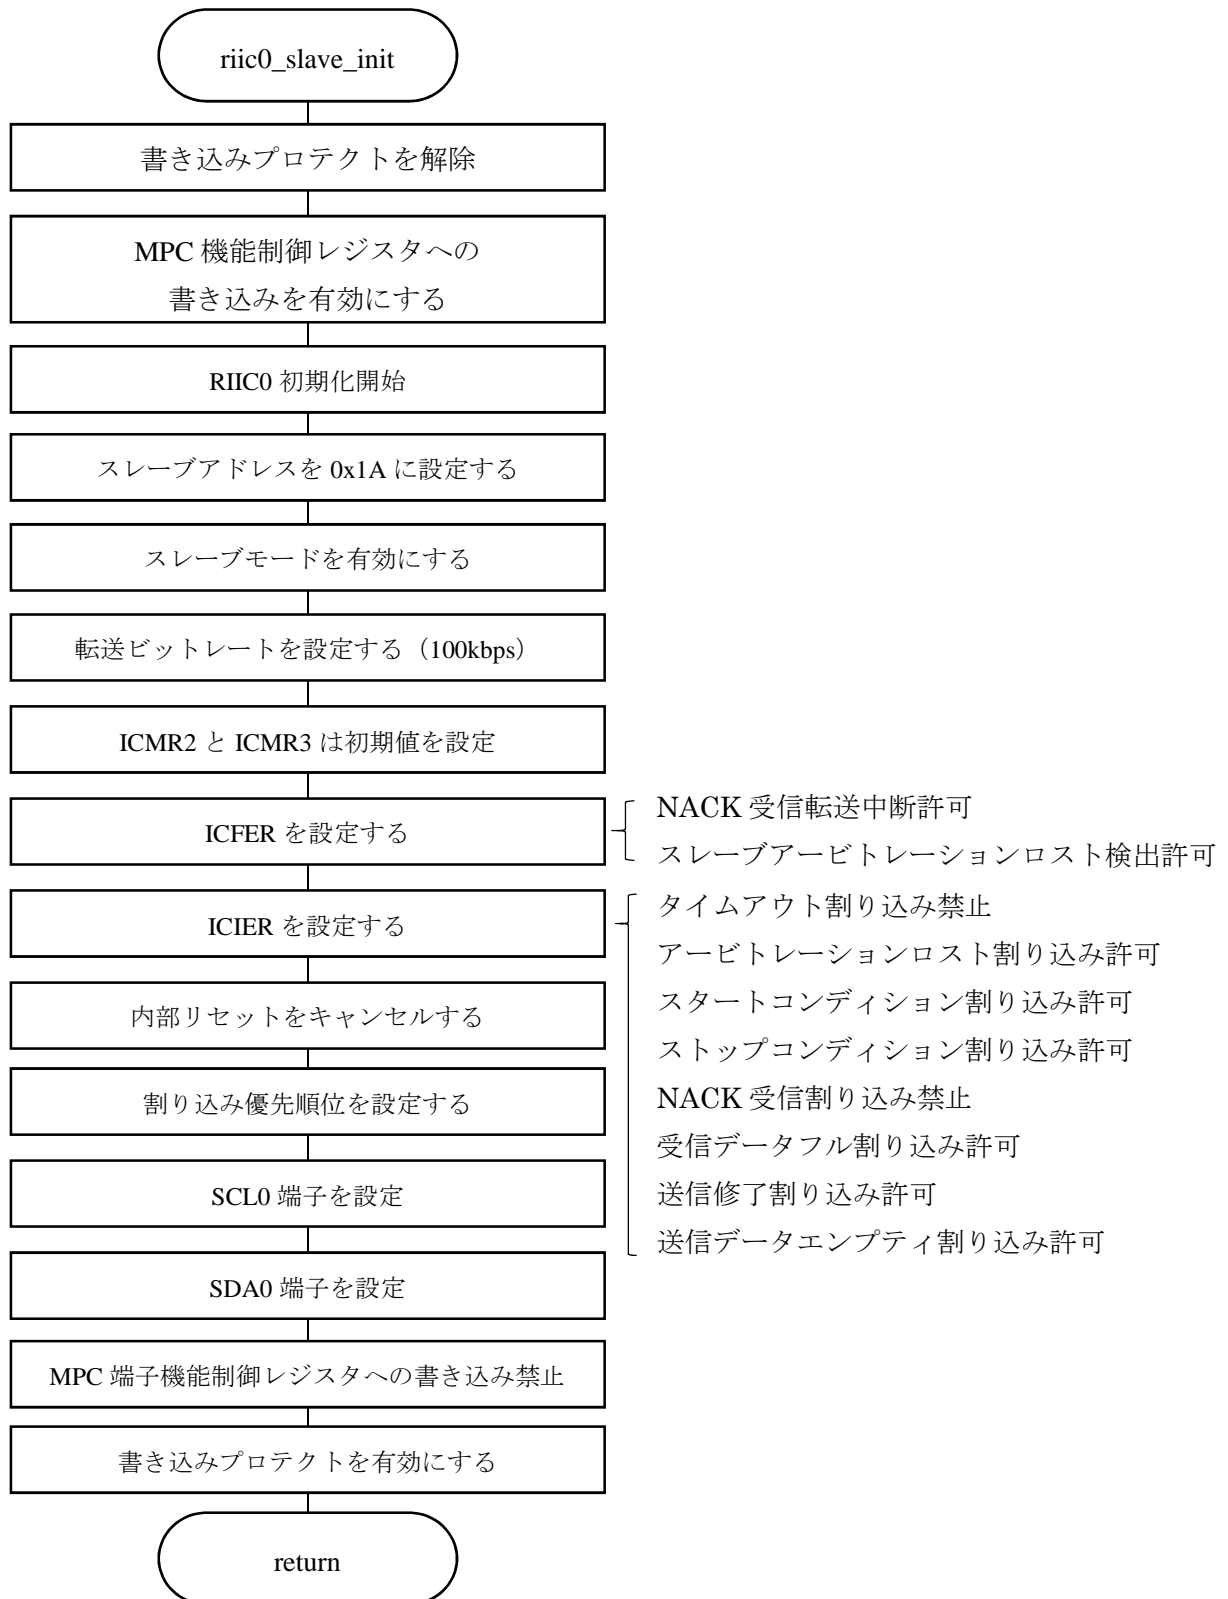 riic0_slave_init
書き込みプロテクトを解除
MPC 機能制御レジスタへの
書き込みを有効にする
RIIC0 初期化開始
スレーブアドレスを 0x1A に設定する
スレーブモードを有効にする
転送ビットレートを設定する（100kbps）
ICMR2 と ICMR3 は初期値を設定
ICFER を設定する
NACK 受信転送中断許可
スレーブアービトレーションロスト検出許可
ICIER を設定する
タイムアウト割り込み禁止
アービトレーションロスト割り込み許可
スタートコンディション割り込み許可
ストップコンディション割り込み許可
NACK 受信割り込み禁止
受信データフル割り込み許可
送信修了割り込み許可
送信データエンプティ割り込み許可
内部リセットをキャンセルする
割り込み優先順位を設定する
SCL0 端子を設定
SDA0 端子を設定
MPC 端子機能制御レジスタへの書き込み禁止
書き込みプロテクトを有効にする
return